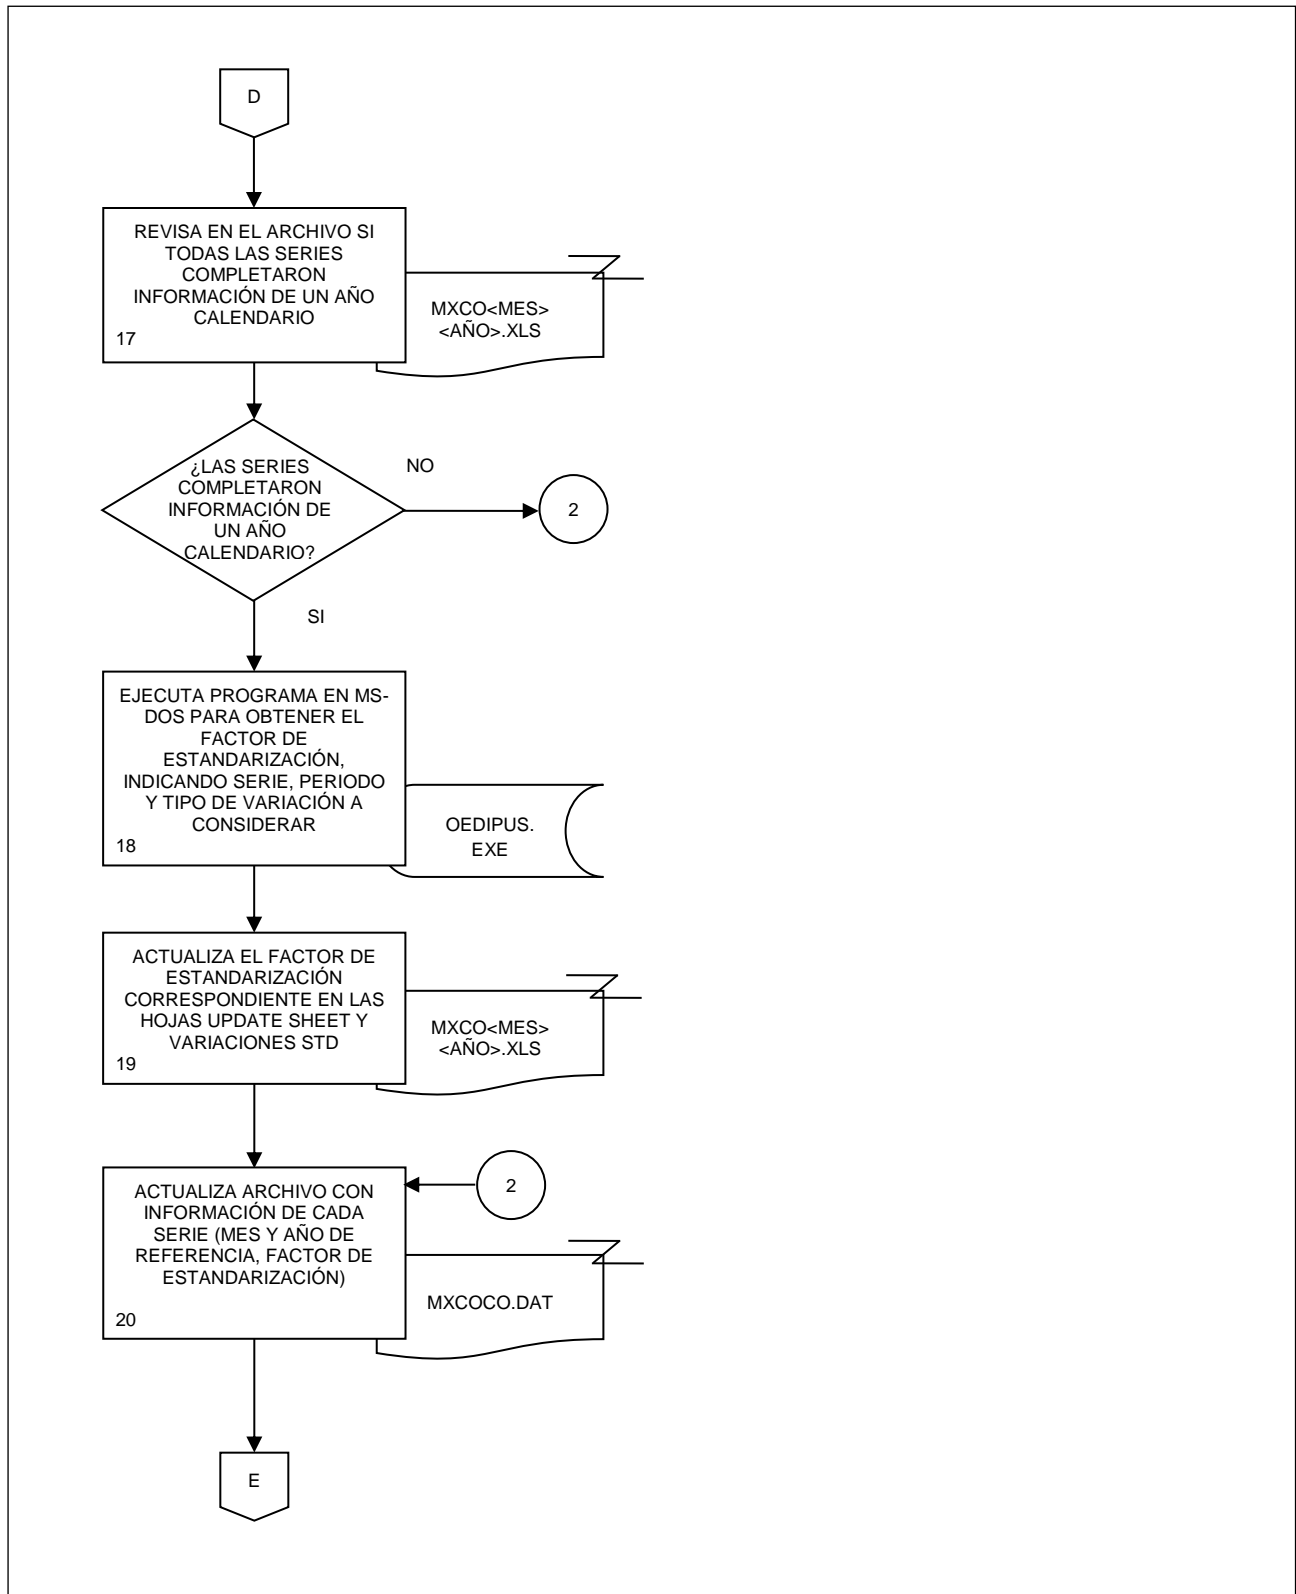 D
REVISA EN EL ARCHIVO SI
TODAS LAS SERIES
COMPLETARON
INFORMACIÓN DE UN AÑO
CALENDARIO
17
MXCO<MES>
<AÑO>.XLS
¿LAS SERIES
COMPLETARON
INFORMACIÓN DE
UN AÑO
CALENDARIO?
NO
2
SI
EJECUTA PROGRAMA EN MS-
DOS PARA OBTENER EL
FACTOR DE
ESTANDARIZACIÓN,
INDICANDO SERIE, PERIODO
Y TIPO DE VARIACIÓN A
CONSIDERAR
18
OEDIPUS.
EXE
ACTUALIZA EL FACTOR DE
ESTANDARIZACIÓN
CORRESPONDIENTE EN LAS
HOJAS UPDATE SHEET Y
VARIACIONES STD
19
MXCO<MES>
<AÑO>.XLS
2
ACTUALIZA ARCHIVO CON
INFORMACIÓN DE CADA
SERIE (MES Y AÑO DE
REFERENCIA, FACTOR DE
ESTANDARIZACIÓN)
20
MXCOCO.DAT
E